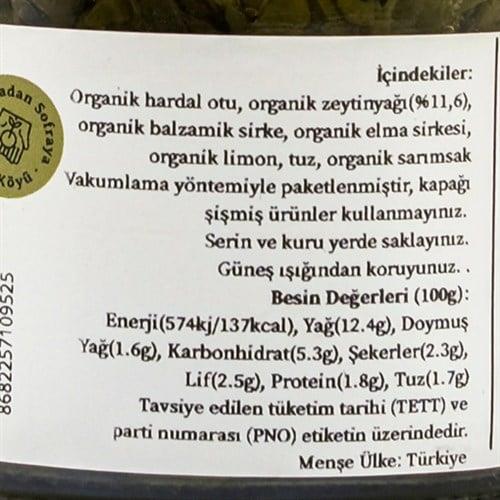 İçindekiler:
Organik hardal otu, organik zeytinyağı(%11,6),
organik balzamik sirke, organik elma sirkesi,
organik limon, tuz, organik sarımsak
Vakumlama yöntemiyle paketlenmiştir, kapağı
şişmiş ürünler kullanmayınız.
Serin ve kuru yerde saklayınız.
Güneş ışığından koruyunuz. .
Besin Değerleri (100g):
Enerji(574kj/137kcal), Yağ(12.4g), Doymuş
Yağ(1.6g), Karbonhidrat(5.3g), Şekerler(2.3g),
Lif(2.5g), Protein(1.8g), Tuz(1.7g)
Tavsiye edilen tüketim tarihi (TETT) ve
parti numarası (PNO) etiketin üzerindedir.
Menşe Ülke: Türkiye
adan Sofraya
Köyü
8682257109525